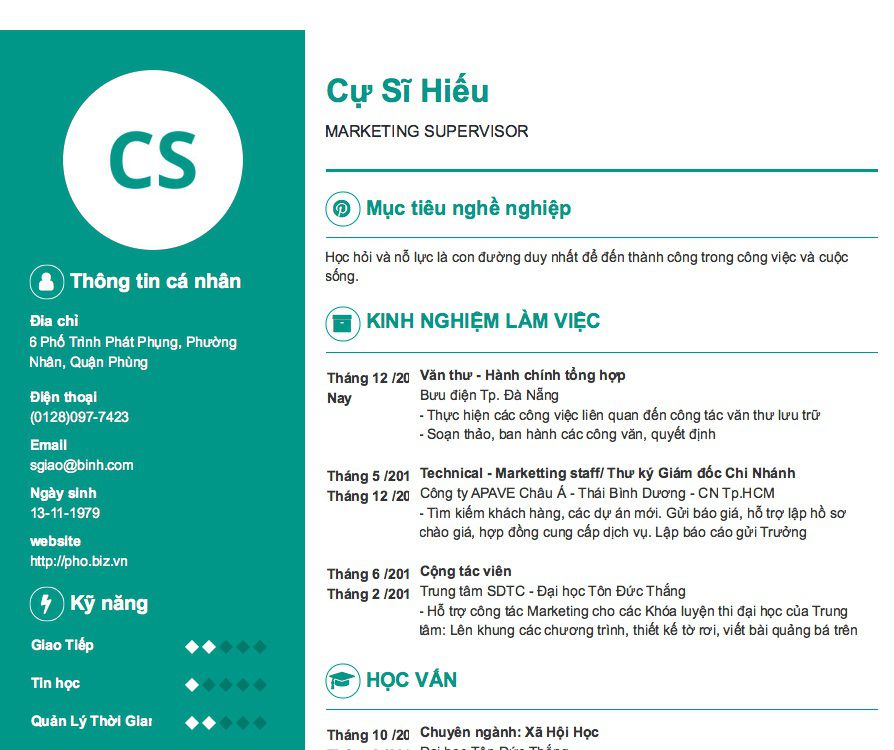 CS
Thông tin cá nhân
Địa chỉ
6 Phố Trình Phát Phụng, Phường
Nhân, Quận Phùng
Điện thoại
(0128)097-7423
Email
sgiao@binh.com
Ngày sinh
13-11-1979
website
http://pho.biz.vn
Kỹ năng
Giao Tiếp
Tin học
Quản Lý Thời
Cự Sĩ Hiếu
MARKETING SUPERVISOR
Mục tiêu nghề nghiệp
Học hỏi và nỗ lực là con đường duy nhất để đến thành công trong công việc và cuộc
sống.
KINH NGHIỆM LÀM VIỆC
Tháng 12 /20
Nay
Văn thư - Hành chính tổng hợp
Bưu điện Tp. Đà Nẵng
- Thực hiện các công việc liên quan đến công tác văn thư lưu trữ
- Soạn thảo, ban hành các công văn, quyết định
Tháng 5 /201
Tháng 12 /20
Technical - Marketting staff/ Thư ký Giám đốc Chi Nhánh
Công ty APAVE Châu Á - Thái Bình Dương - CN Tp.HCM
- Tìm kiếm khách hàng, các dự án mới. Gửi báo giá, hỗ trợ lập hồ sơ
chào giá, hợp đồng cung cấp dịch vụ. Lập báo cáo gửi Trưởng
Tháng 6 /201
Tháng 2 /201
Cộng tác viên
Trung tâm SDTC - Đại học Tôn Đức Thắng
- Hỗ trợ công tác Marketing cho các Khóa luyện thi đại học của Trung
tâm: Lên khung các chương trình, thiết kế tờ rơi, viết bài quảng bá trên
HỌC VẤN
Tháng 10 /20
Chuyên ngành: Xã Hội Học
Đại học Tôn Đức Thắng